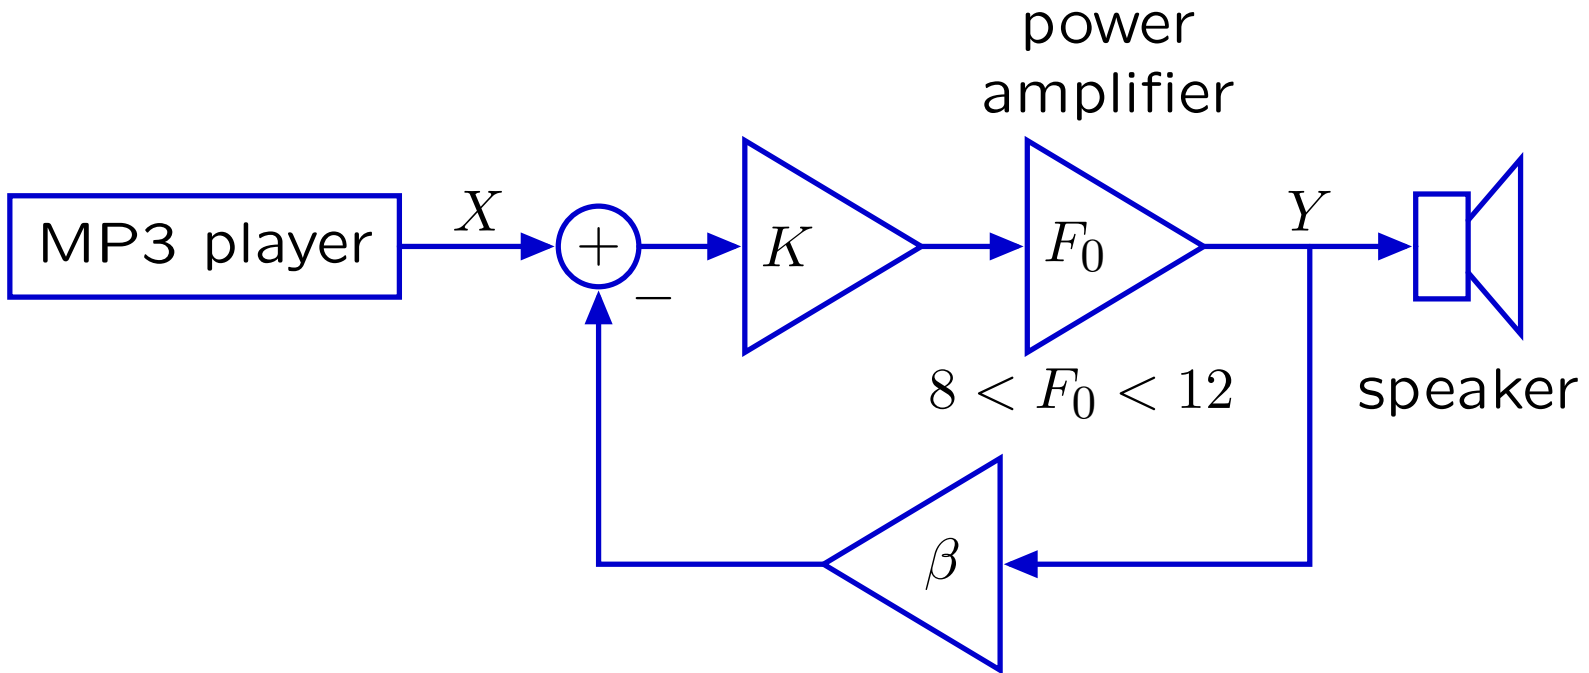 power
amplifier
MP3 player
X
+
−
K
F₀
Y
8 < F₀ < 12
speaker
β